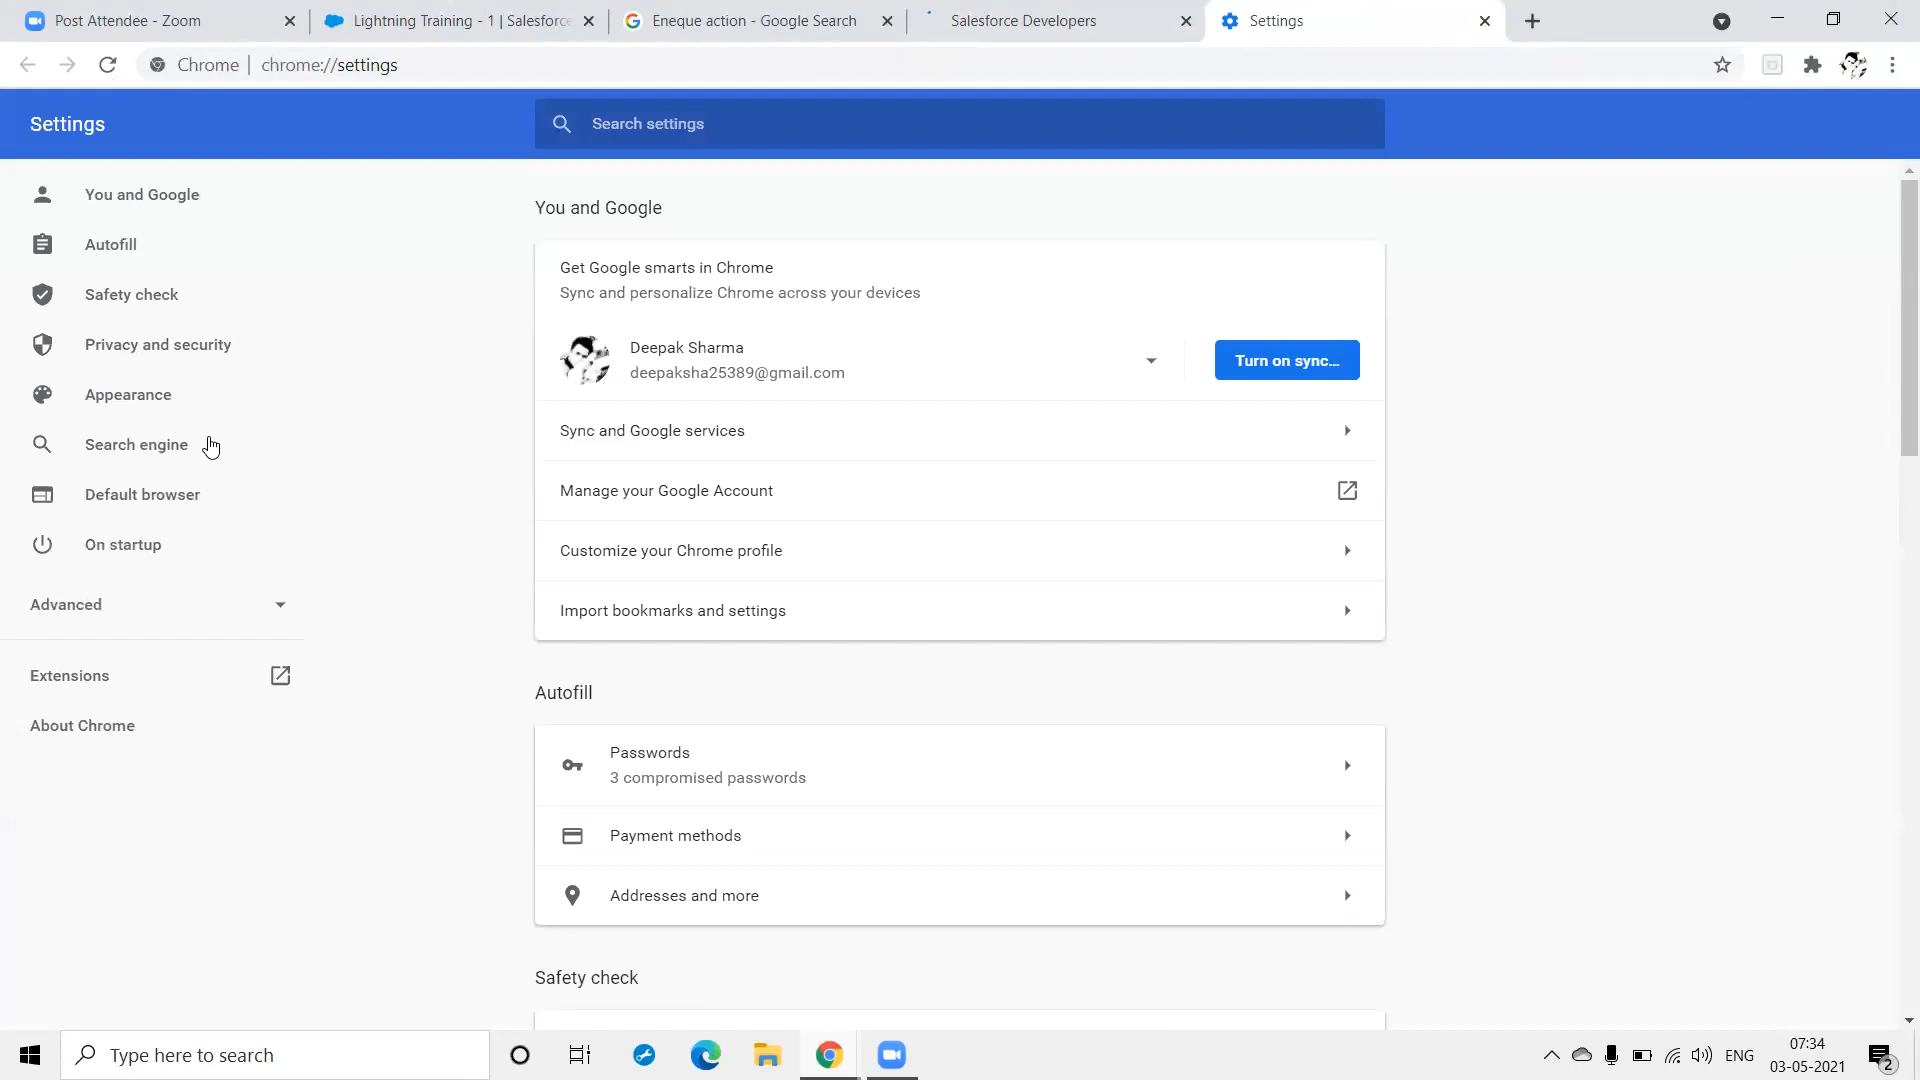 Post Attendee - Zoom
Lightning Training - 1 | Salesforce
Eneque action - Google Search
Salesforce Developers
Settings
Chrome | chrome://settings
Settings
Search settings
You and Google
Autofill
Safety check
Privacy and security
Appearance
Search engine
Default browser
On startup
Advanced
Extensions
About Chrome
You and Google
Get Google smarts in Chrome
Sync and personalize Chrome across your devices
Deepak Sharma
deepaksha25389@gmail.com
Turn on sync...
Sync and Google services
Manage your Google Account
Customize your Chrome profile
Import bookmarks and settings
Autofill
Passwords
3 compromised passwords
Payment methods
Addresses and more
Safety check
Type here to search
ENG
07:34
03-05-2021
2